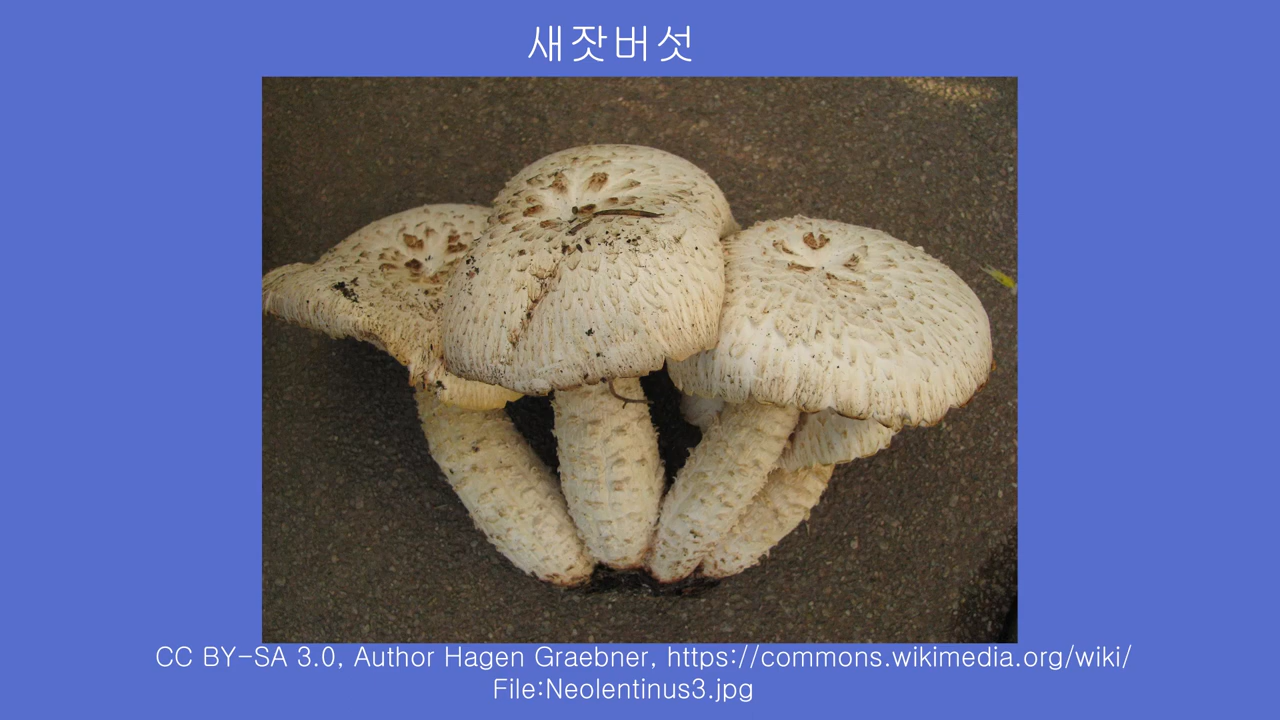 새잣버섯
CC BY-SA 3.0, Author Hagen Graebner, https://commons.wikimedia.org/wiki/
File:Neolentinus3.jpg